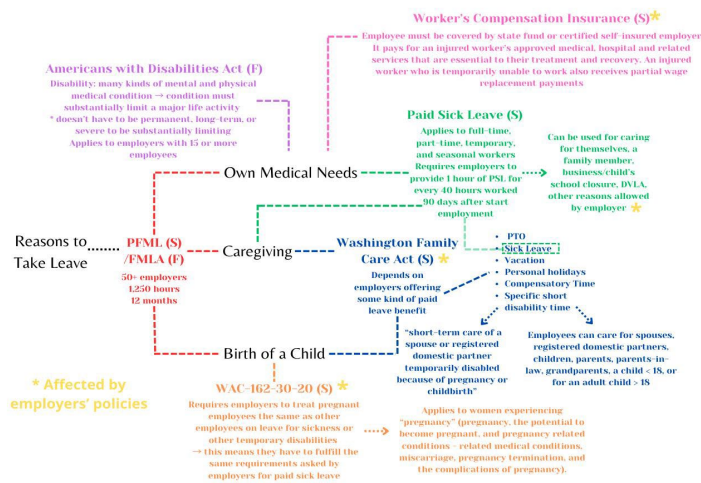 Worker's Compensation Insurance (S)*
Employee must be covered by state fund or certified self-insured employer
It pays for an injured worker's approved medical, hospital and related
services that are essential to their treatment and recovery. An injured
worker who is temporarily unable to work also receives partial wage
replacement payments
Americans with Disabilities Act (F)
Disability: many kinds of mental and physical
medical condition → condition must
substantially limit a major life activity
* doesn't have to be permanent, long-term, or
severe to be substantially limiting
Applies to employers with 15 or more
employees
Paid Sick Leave (S)
Applies to full-time,
part-time, temporary,
and seasonal workers
Requires employers to
provide 1 hour of PSL for
every 40 hours worked
90 days after start
employment
Can be used for caring
for themselves, a
family member,
business/child's
school closure, DVLA,
other reasons allowed
by employer *
Own Medical Needs
Reasons to
Take Leave
PFML (S)
/FMLA (F)
50+ employers
1,250 hours
12 months
Caregiving
Washington Family
Care Act (S) *
Depends on
employers offering
some kind of paid
leave benefit
• PTO
• Sick Leave
• Vacation
• Personal holidays
• Compensatory Time
• Specific short
disability time
"short-term care of a
spouse or registered
domestic partner
temporarily disabled
because of pregnancy or
childbirth"
Employees can care for spouses,
registered domestic partners,
children, parents, parents-in-
law, grandparents, a child < 18, or
for an adult child > 18
Birth of a Child
* Affected by
employers' policies
WAC-162-30-20 (S) *
Requires employers to treat pregnant
employees the same as other
employees on leave for sickness or
other temporary disabilities
→ this means they have to fulfill the
same requirements asked by
employers for paid sick leave
Applies to women experiencing
"pregnancy" (pregnancy, the potential to
become pregnant, and pregnancy related
conditions - related medical conditions,
miscarriage, pregnancy termination, and
the complications of pregnancy).